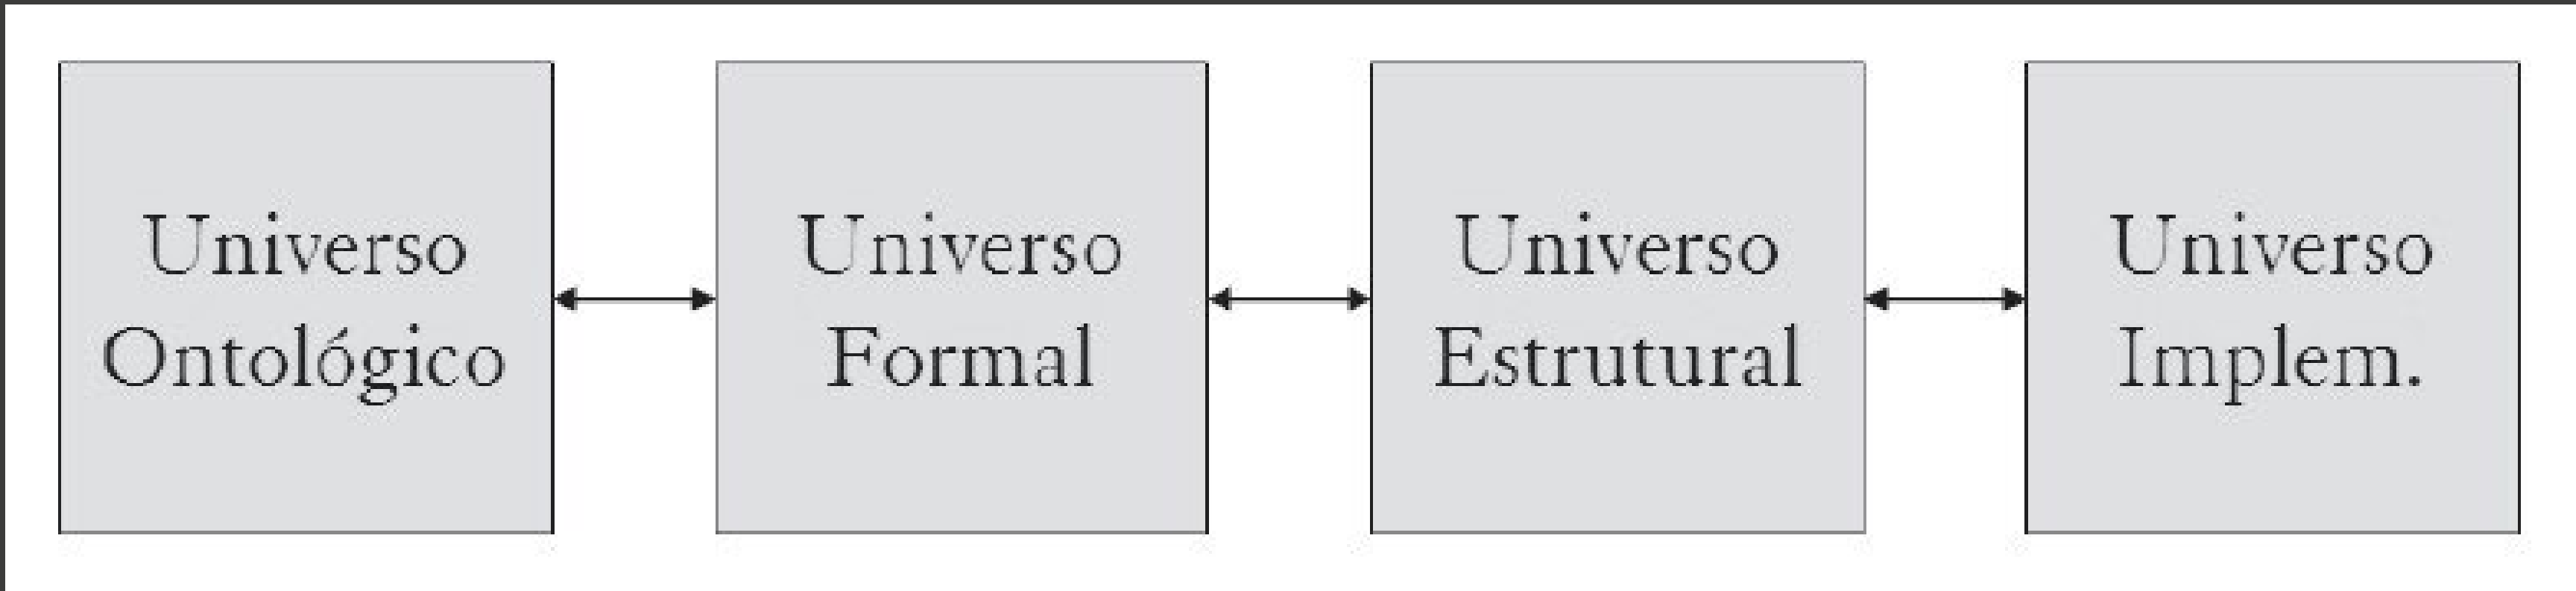 Universo
Ontológico
Universo
Formal
Universo
Estrutural
Universo
Implem.